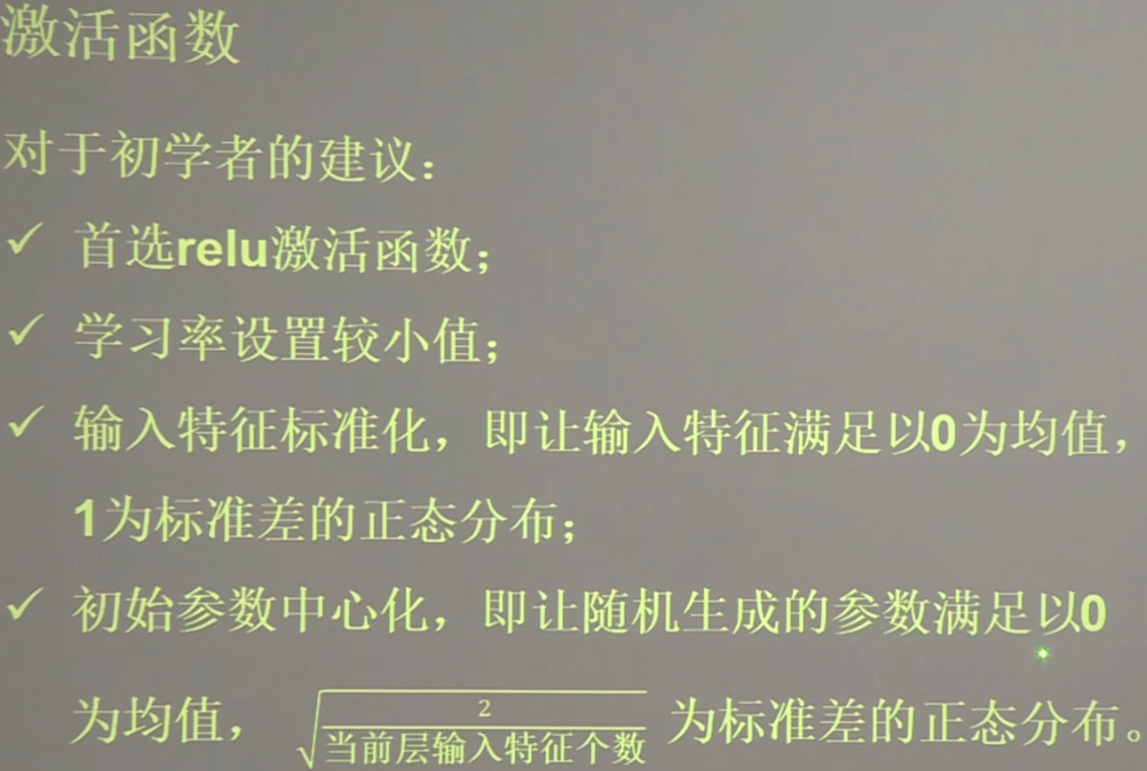 激活函数
对于初学者的建议：
✓ 首选relu激活函数；
✓ 学习率设置较小值；
✓ 输入特征标准化，即让输入特征满足以0为均值，
1为标准差的正态分布；
✓ 初始参数中心化，即让随机生成的参数满足以0
为均值，√(2/当前层输入特征个数) 为标准差的正态分布。